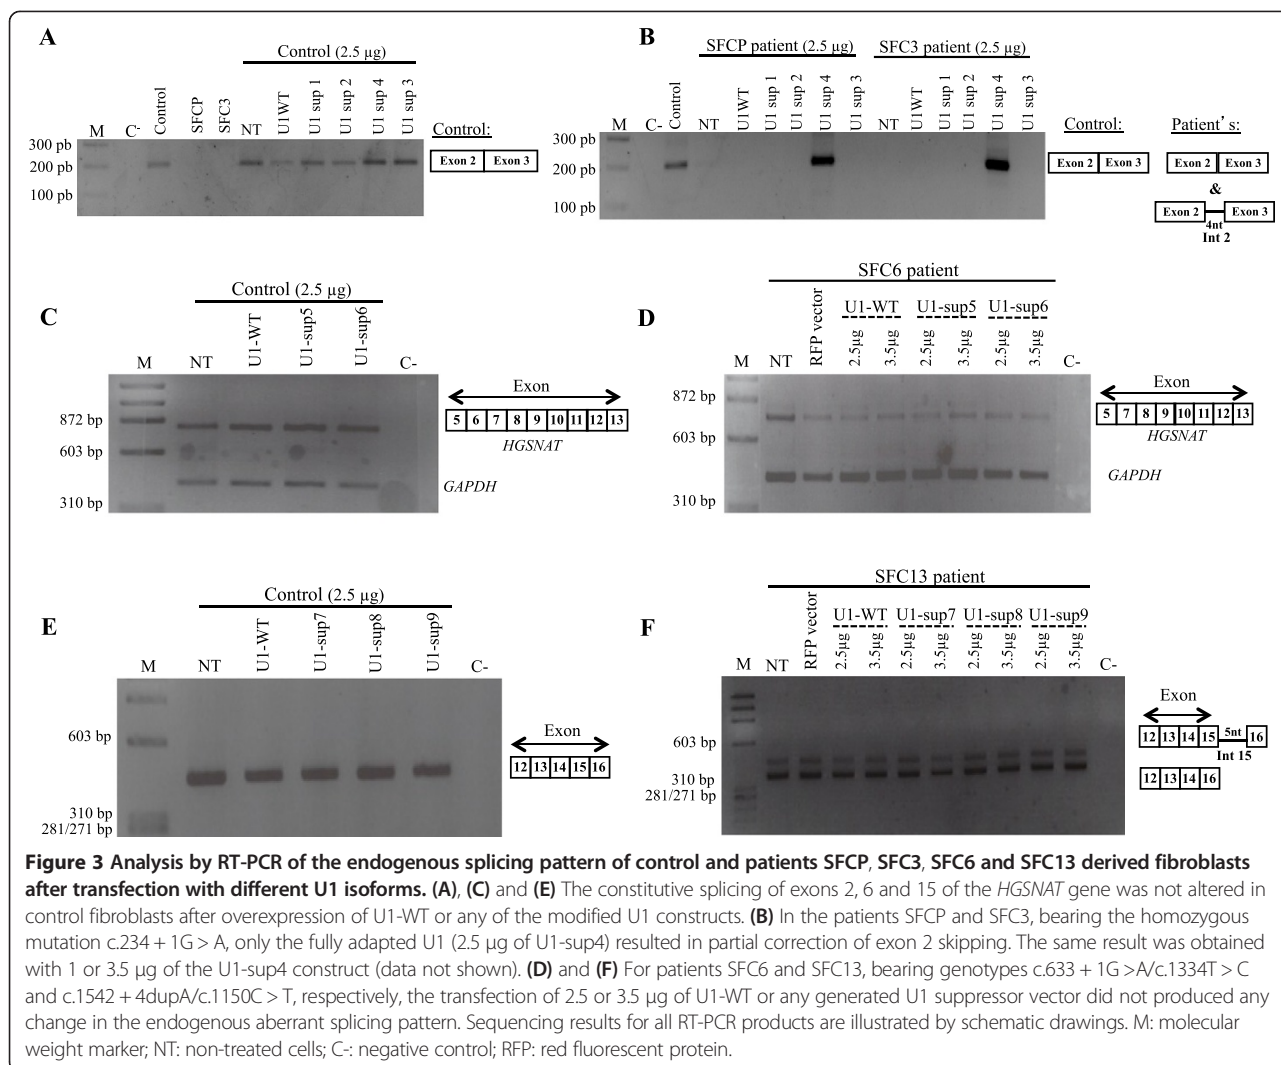 A
Control (2.5 µg)
M
C-
Control
SFCP
SFC3
NT
U1WT
U1 sup 1
U1 sup 2
U1 sup 4
U1 sup 3
300 pb
200 pb
100 pb
Control:
Exon 2 Exon 3
B
SFCP patient (2.5 µg)
SFC3 patient (2.5 µg)
M
C-
Control
NT
U1WT
U1 sup 1
U1 sup 2
U1 sup 4
U1 sup 3
NT
U1WT
U1 sup 1
U1 sup 2
U1 sup 4
U1 sup 3
300 pb
200 pb
100 pb
Control:
Exon 2 Exon 3
Patient's:
Exon 2 Exon 3
&
Exon 2 Exon 3
4nt
Int 2
C
Control (2.5 µg)
M
NT
U1-WT
U1-sup5
U1-sup6
C-
872 bp
603 bp
310 bp
Exon
5 6 7 8 9 10 11 12 13
HGSNAT
GAPDH
D
SFC6 patient
M
NT
RFP vector
U1-WT U1-sup5 U1-sup6
2.5µg 3.5µg 2.5µg 3.5µg 2.5µg 3.5µg
C-
872 bp
603 bp
310 bp
Exon
5 7 8 9 10 11 12 13
HGSNAT
GAPDH
E
Control (2.5 µg)
M
NT
U1-WT
U1-sup7
U1-sup8
U1-sup9
C-
603 bp
310 bp
281/271 bp
Exon
12 13 14 15 16
F
SFC13 patient
M
NT
RFP vector
U1-WT U1-sup7 U1-sup8 U1-sup9
2.5µg 3.5µg 2.5µg 3.5µg 2.5µg 3.5µg 2.5µg 3.5µg
C-
603 bp
310 bp
281/271 bp
Exon
12 13 14 15 5nt 16
Int 15
12 13 14 16
Figure 3 Analysis by RT-PCR of the endogenous splicing pattern of control and patients SFCP, SFC3, SFC6 and SFC13 derived fibroblasts
after transfection with different U1 isoforms. (A), (C) and (E) The constitutive splicing of exons 2, 6 and 15 of the HGSNAT gene was not altered in
control fibroblasts after overexpression of U1-WT or any of the modified U1 constructs. (B) In the patients SFCP and SFC3, bearing the homozygous
mutation c.234 + 1G > A, only the fully adapted U1 (2.5 µg of U1-sup4) resulted in partial correction of exon 2 skipping. The same result was obtained
with 1 or 3.5 µg of the U1-sup4 construct (data not shown). (D) and (F) For patients SFC6 and SFC13, bearing genotypes c.633 + 1G >A/c.1334T > C
and c.1542 + 4dupA/c.1150C > T, respectively, the transfection of 2.5 or 3.5 µg of U1-WT or any generated U1 suppressor vector did not produced any
change in the endogenous aberrant splicing pattern. Sequencing results for all RT-PCR products are illustrated by schematic drawings. M: molecular
weight marker; NT: non-treated cells; C-: negative control; RFP: red fluorescent protein.